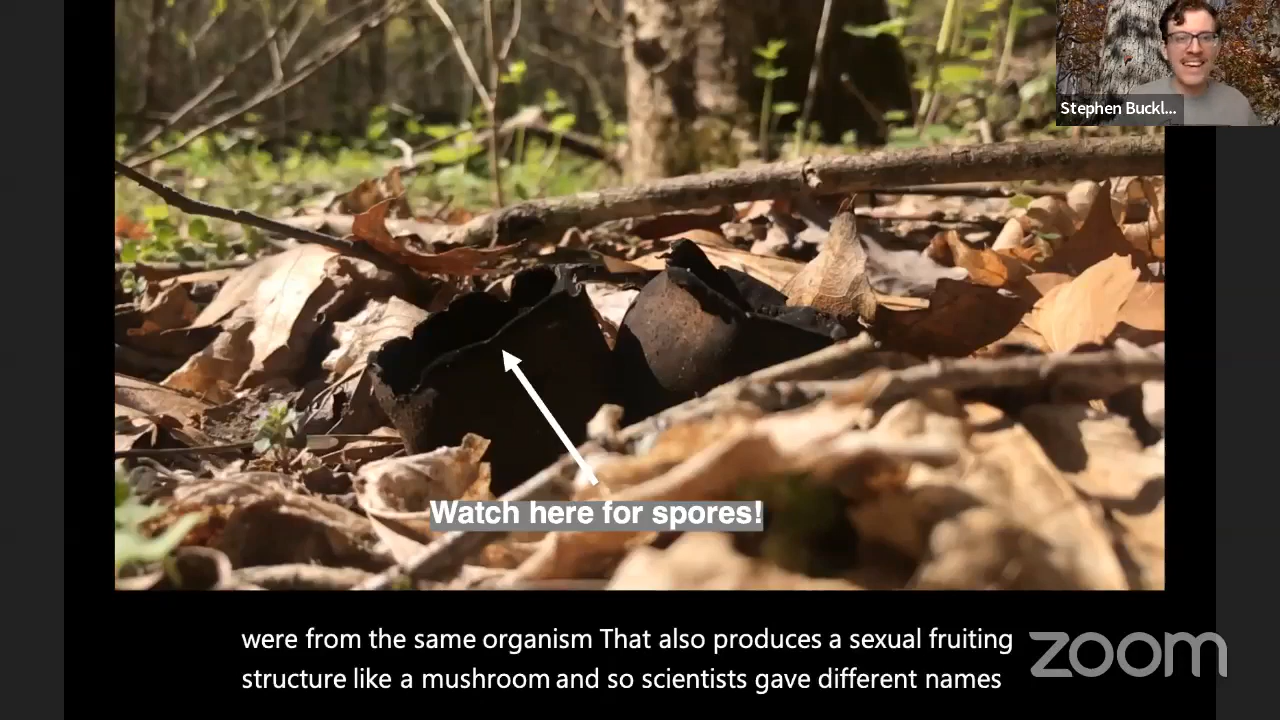 Stephen Buckl...
Watch here for spores!
were from the same organism That also produces a sexual fruiting
structure like a mushroom and so scientists gave different names
zoom